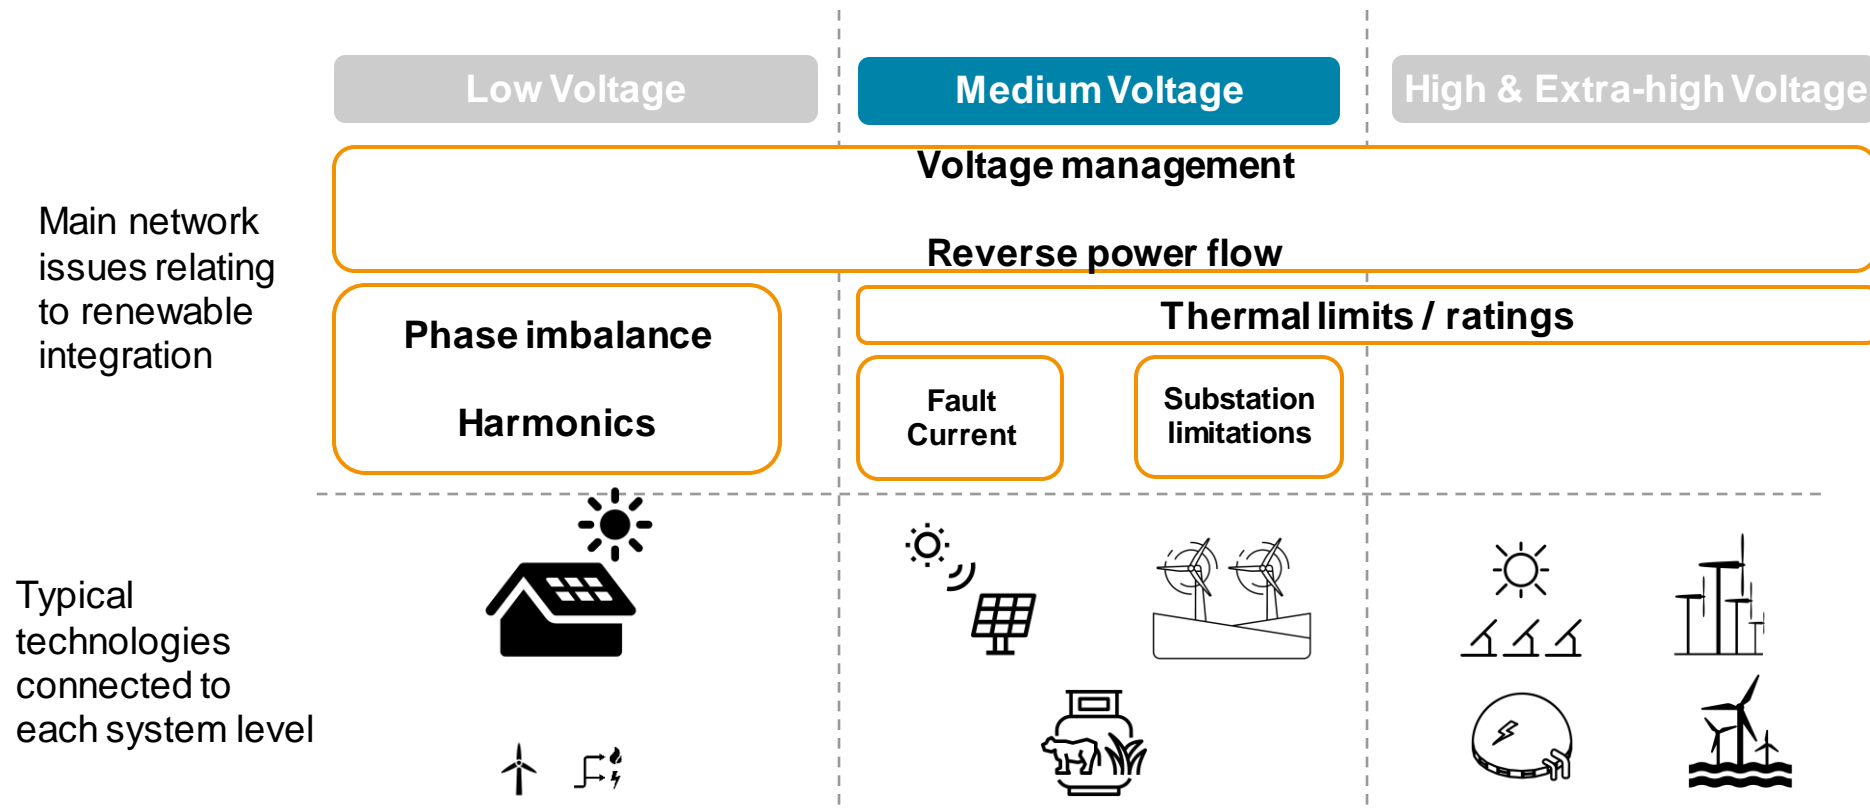 Low Voltage
Medium Voltage
High & Extra-high Voltage
Main network
issues relating
to renewable
integration
Voltage management
Reverse power flow
Phase imbalance
Harmonics
Thermal limits / ratings
Fault
Current
Substation
limitations
Typical
technologies
connected to
each system level